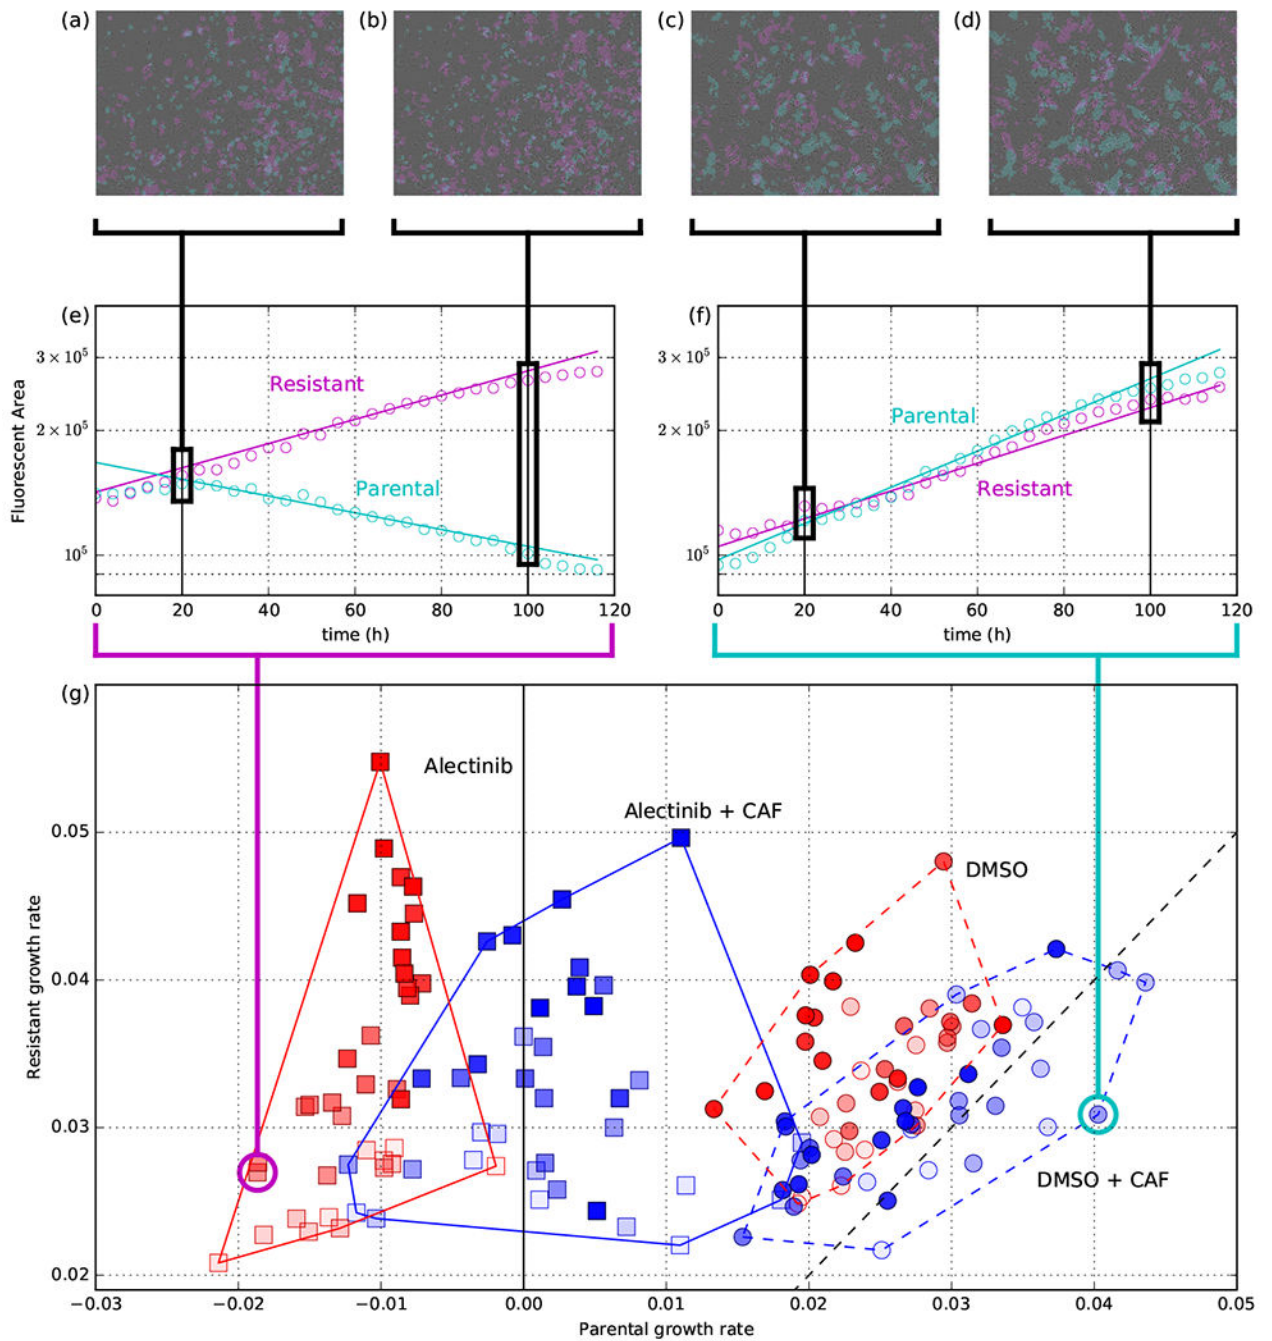 (a) (b) (c) (d)
(e) (f)
3 × 10⁵ 3 × 10⁵
Resistant
Parental
2 × 10⁵ 2 × 10⁵
Fluorescent Area
Parental Resistant
10⁵ 10⁵
0 20 40 60 80 100 120 0 20 40 60 80 100 120
time (h) time (h)
(g)
Alectinib
Alectinib + CAF
0.05
DMSO
Resistant growth rate
0.04
0.03
DMSO + CAF
0.02
−0.03 −0.02 −0.01 0.00 0.01 0.02 0.03 0.04 0.05
Parental growth rate